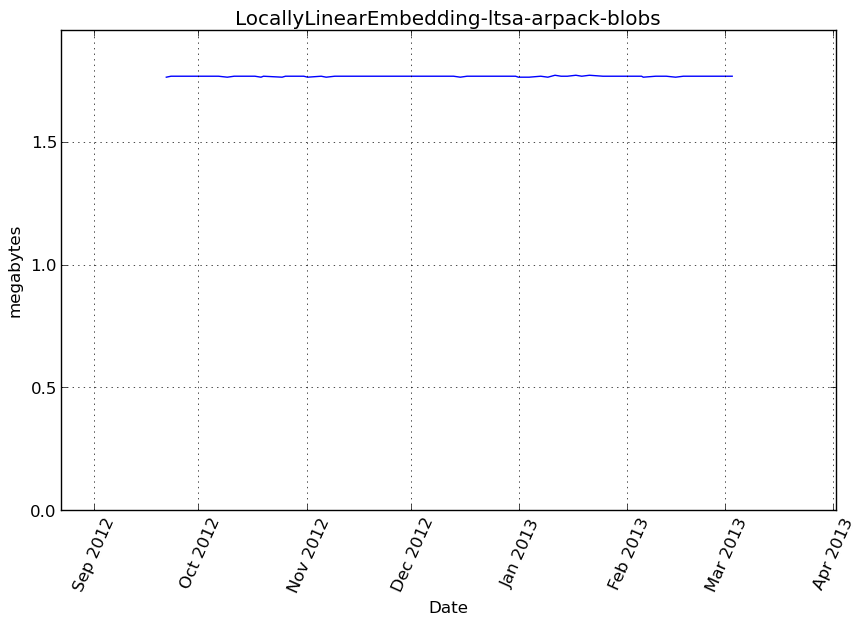 LocallyLinearEmbedding-ltsa-arpack-blobs
megabytes
1.5
1.0
0.5
0.0
Sep 2012
Oct 2012
Nov 2012
Dec 2012
Jan 2013
Feb 2013
Mar 2013
Apr 2013
Date